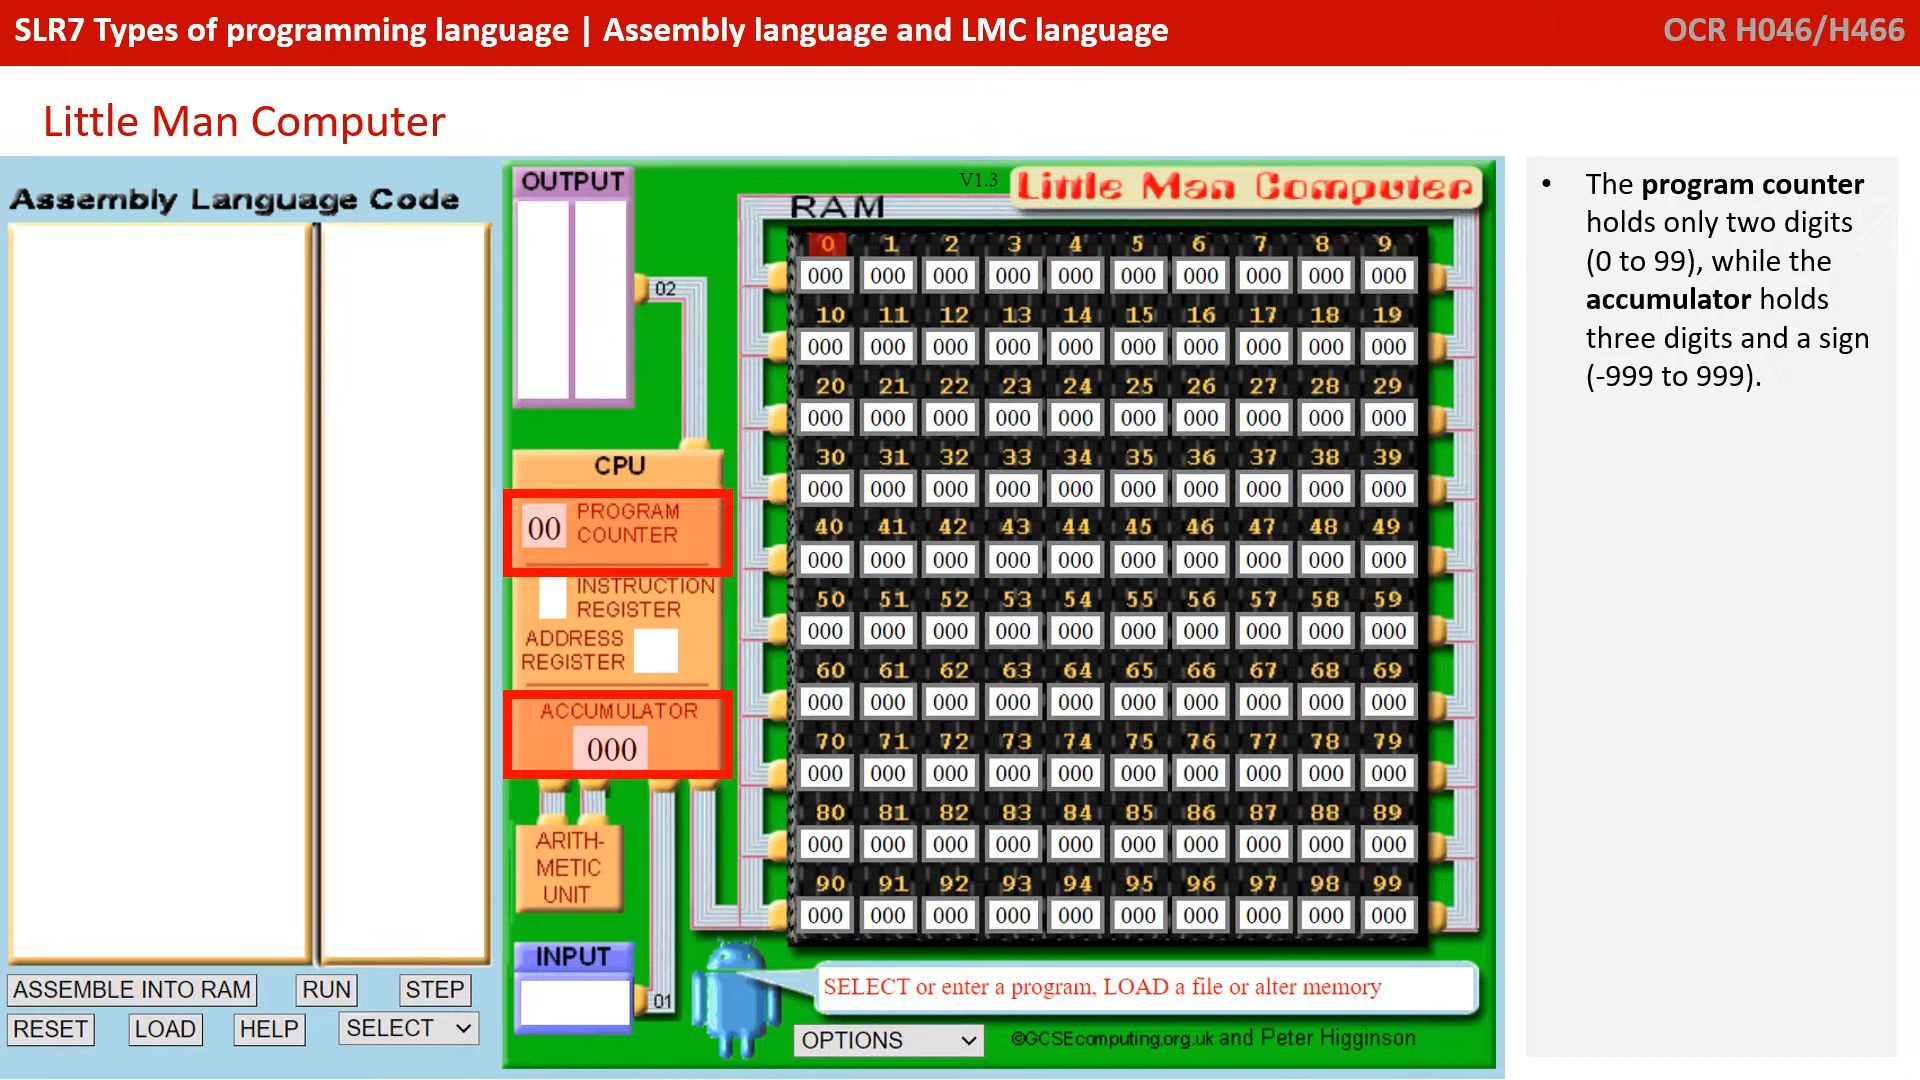 SLR7 Types of programming language | Assembly language and LMC language
OCR H046/H466
Little Man Computer
Assembly Language Code
OUTPUT
V1.3
Little Man Computer
RAM
0 1 2 3 4 5 6 7 8 9
000 000 000 000 000 000 000 000 000 000
02
10 11 12 13 14 15 16 17 18 19
000 000 000 000 000 000 000 000 000 000
20 21 22 23 24 25 26 27 28 29
000 000 000 000 000 000 000 000 000 000
30 31 32 33 34 35 36 37 38 39
000 000 000 000 000 000 000 000 000 000
40 41 42 43 44 45 46 47 48 49
000 000 000 000 000 000 000 000 000 000
50 51 52 53 54 55 56 57 58 59
000 000 000 000 000 000 000 000 000 000
60 61 62 63 64 65 66 67 68 69
000 000 000 000 000 000 000 000 000 000
70 71 72 73 74 75 76 77 78 79
000 000 000 000 000 000 000 000 000 000
80 81 82 83 84 85 86 87 88 89
000 000 000 000 000 000 000 000 000 000
90 91 92 93 94 95 96 97 98 99
000 000 000 000 000 000 000 000 000 000
CPU
00
PROGRAM
COUNTER
INSTRUCTION
REGISTER
ADDRESS
REGISTER
ACCUMULATOR
000
ARITH-
METIC
UNIT
INPUT
01
SELECT or enter a program, LOAD a file or alter memory
OPTIONS
©GCSEcomputing.org.uk and Peter Higginson
ASSEMBLE INTO RAM RUN STEP
RESET LOAD HELP SELECT
• The program counter
holds only two digits
(0 to 99), while the
accumulator holds
three digits and a sign
(-999 to 999).